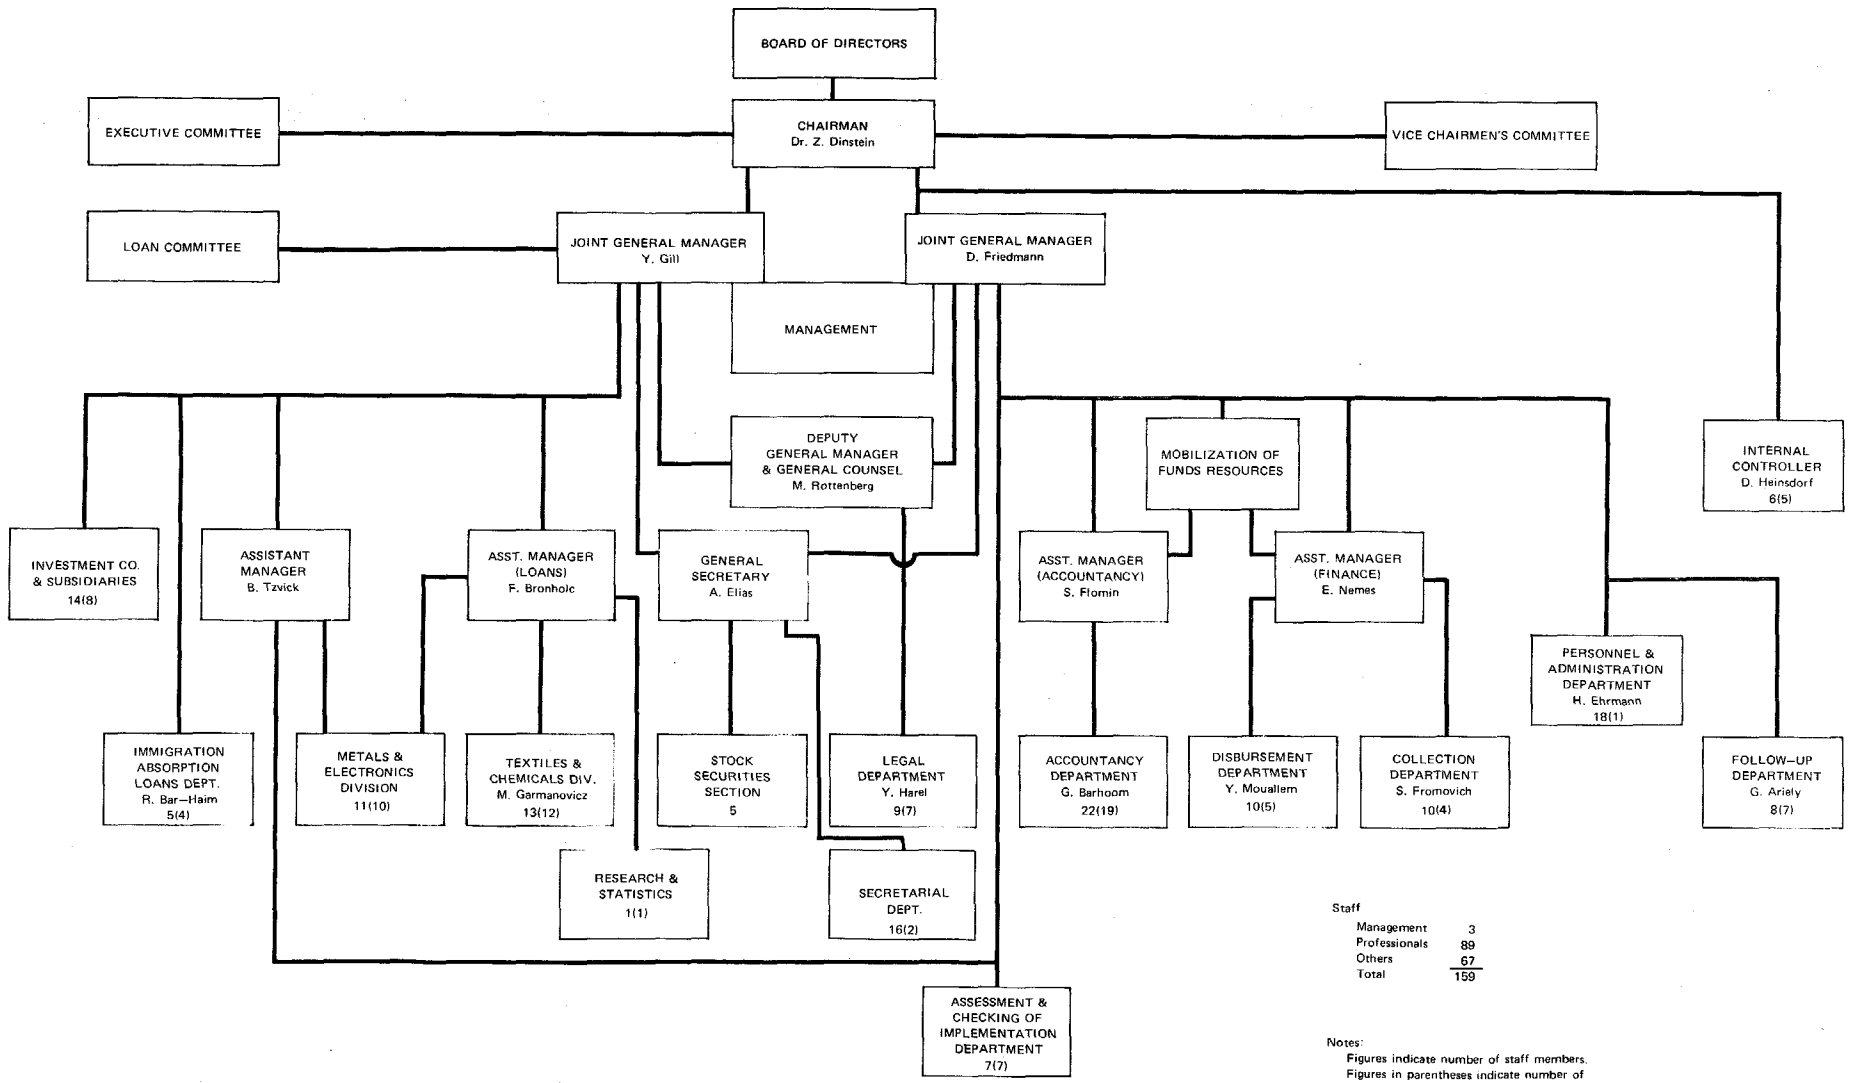 BOARD OF DIRECTORS
EXECUTIVE COMMITTEE
CHAIRMAN
Dr. Z. Dinstein
VICE CHAIRMEN'S COMMITTEE
LOAN COMMITTEE
JOINT GENERAL MANAGER
Y. Gill
JOINT GENERAL MANAGER
D. Friedmann
MANAGEMENT
DEPUTY
GENERAL MANAGER
& GENERAL COUNSEL
M. Rottenberg
MOBILIZATION OF
FUNDS RESOURCES
INTERNAL
CONTROLLER
D. Heinsdorf
6(5)
INVESTMENT CO.
& SUBSIDIARIES
14(8)
ASSISTANT
MANAGER
B. Tzvick
ASST. MANAGER
(LOANS)
F. Bronholc
GENERAL
SECRETARY
A. Elias
ASST. MANAGER
(ACCOUNTANCY)
S. Flomin
ASST. MANAGER
(FINANCE)
E. Nemes
PERSONNEL &
ADMINISTRATION
DEPARTMENT
H. Ehrmann
18(1)
IMMIGRATION
ABSORPTION
LOANS DEPT.
R. Bar-Haim
5(4)
METALS &
ELECTRONICS
DIVISION
11(10)
TEXTILES &
CHEMICALS DIV.
M. Garmanovicz
13(12)
STOCK
SECURITIES
SECTION
5
LEGAL
DEPARTMENT
Y. Harel
9(7)
ACCOUNTANCY
DEPARTMENT
G. Barhoom
22(19)
DISBURSEMENT
DEPARTMENT
Y. Mouallem
10(5)
COLLECTION
DEPARTMENT
S. Fromovich
10(4)
FOLLOW-UP
DEPARTMENT
G. Ariely
8(7)
RESEARCH &
STATISTICS
1(1)
SECRETARIAL
DEPT.
16(2)
ASSESSMENT &
CHECKING OF
IMPLEMENTATION
DEPARTMENT
7(7)
Staff
Management 3
Professionals 89
Others 67
Total 159
Notes:
Figures indicate number of staff members.
Figures in parentheses indicate number of